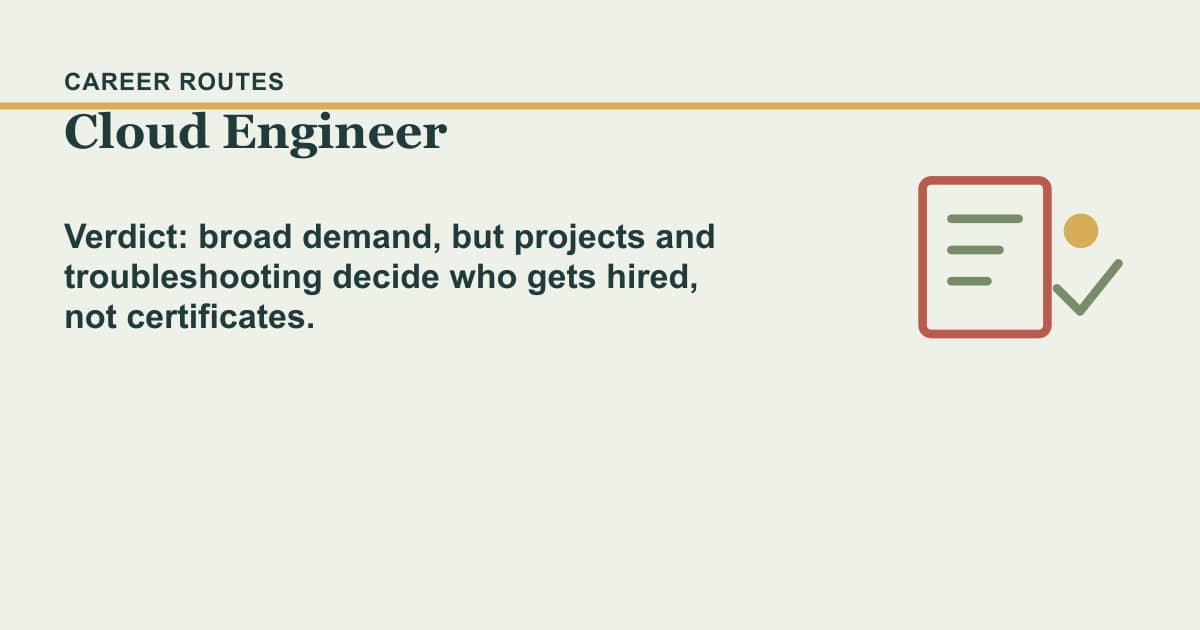 CAREER ROUTES
Cloud Engineer
Verdict: broad demand, but projects and
troubleshooting decide who gets hired,
not certificates.